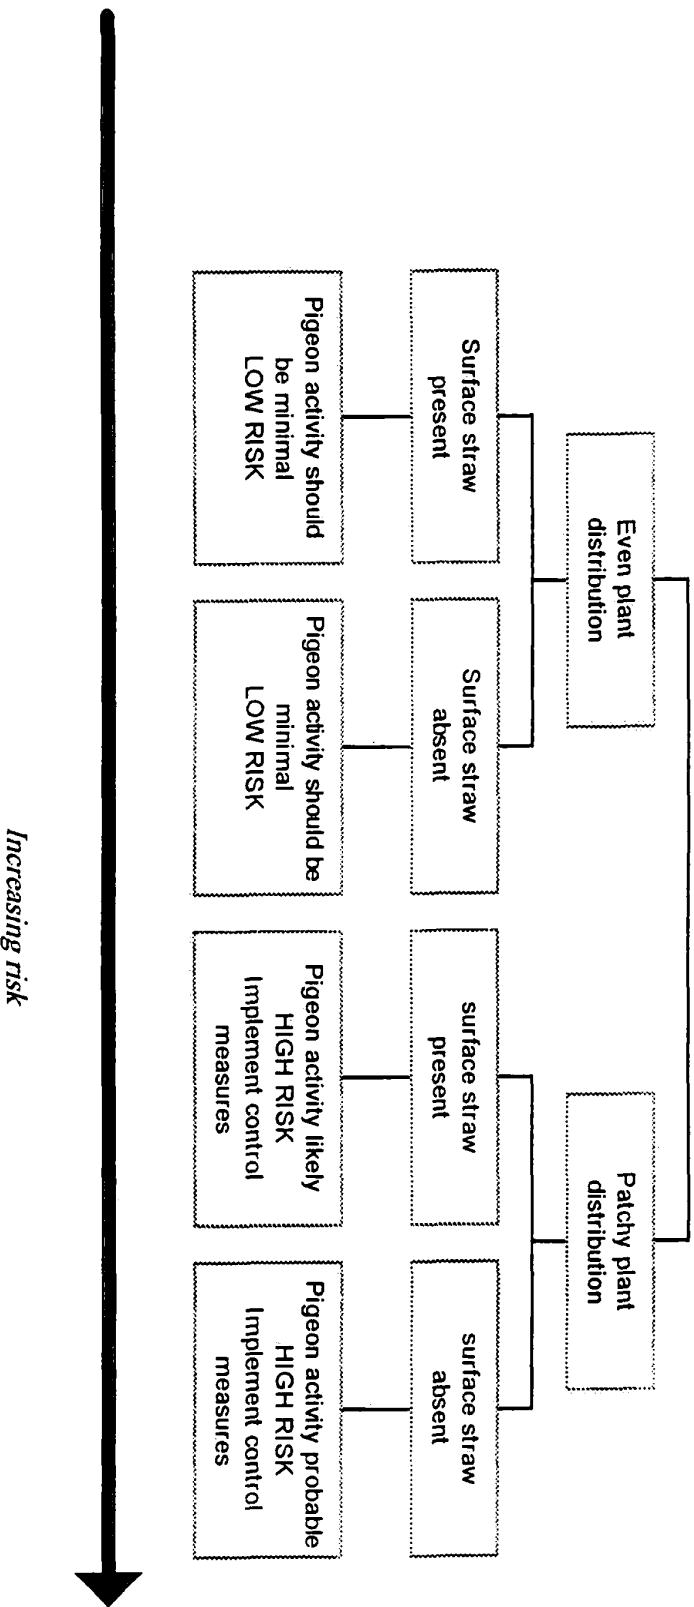 Even plant
distribution
Patchy plant
distribution
Surface straw
present
Surface straw
absent
surface straw
present
surface straw
absent
Pigeon activity should
be minimal
LOW RISK
Pigeon activity should be
minimal
LOW RISK
Pigeon activity likely
HIGH RISK
Implement control
measures
Pigeon activity probable
HIGH RISK
Implement control
measures
Increasing risk